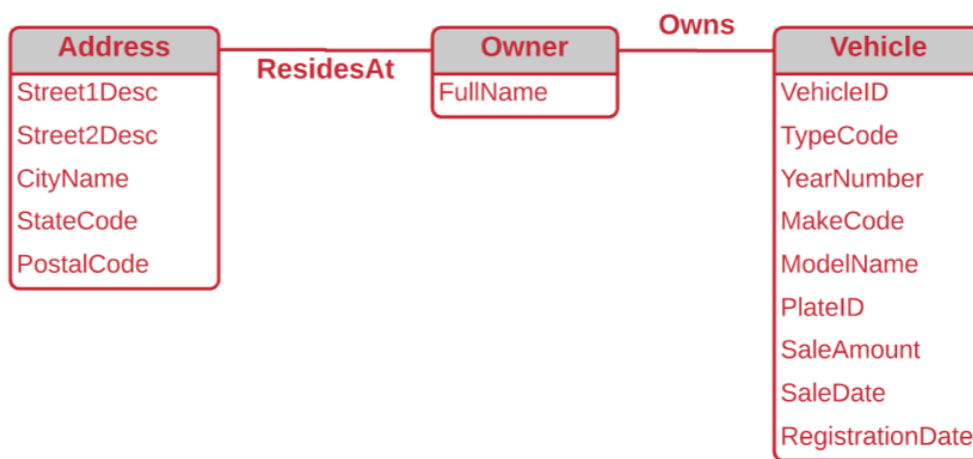 Address
Street1Desc
Street2Desc
CityName
StateCode
PostalCode
ResidesAt
Owner
FullName
Owns
Vehicle
VehicleID
TypeCode
YearNumber
MakeCode
ModelName
PlateID
SaleAmount
SaleDate
RegistrationDate